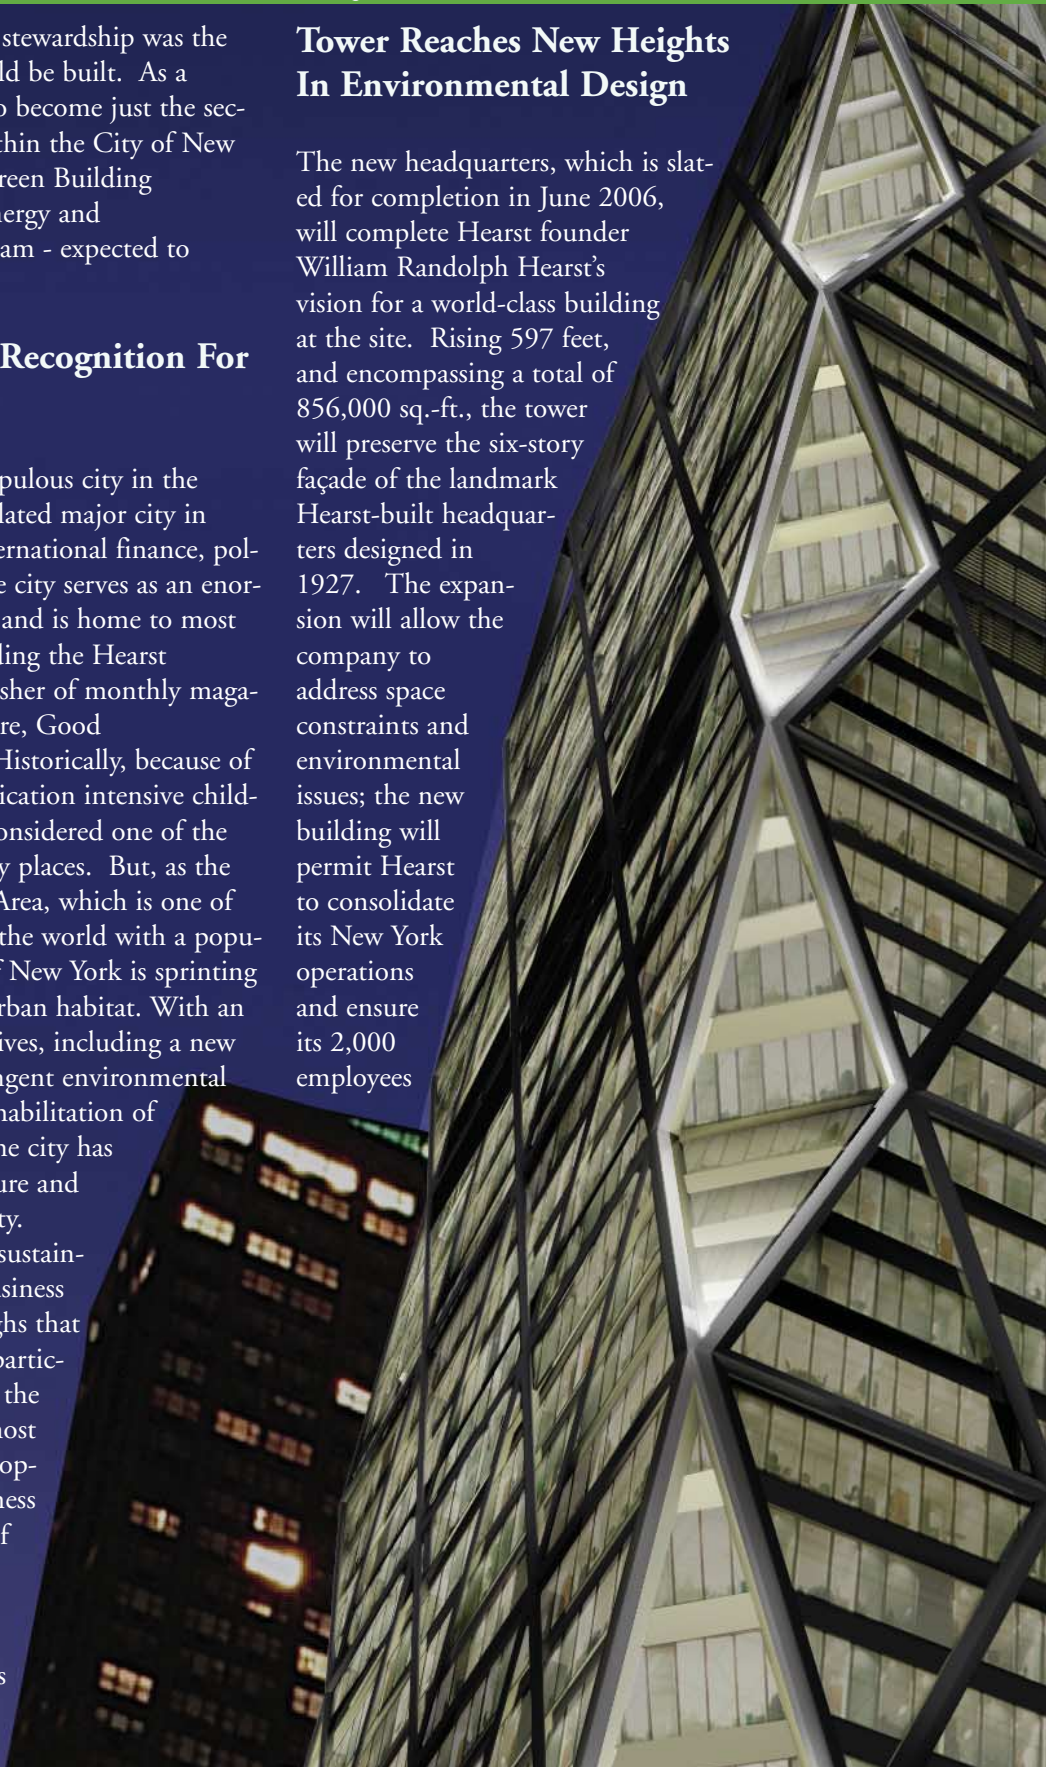 stewardship was the
ld be built. As a
o become just the sec-
thin the City of New
reen Building
nergy and
am - expected to
Recognition For
pulous city in the
lated major city in
ernational finance, pol-
e city serves as an enor-
and is home to most
ling the Hearst
sher of monthly maga-
re, Good
Historically, because of
ication intensive child-
onsidered one of the
y places. But, as the
Area, which is one of
the world with a popu-
f New York is sprinting
rban habitat. With an
ives, including a new
ngent environmental
habilitation of
ne city has
ure and
ty.
sustain-
siness
ghs that
partic-
the
nost
op-
ness
f
s
Tower Reaches New Heights
In Environmental Design
The new headquarters, which is slat-
ed for completion in June 2006,
will complete Hearst founder
William Randolph Hearst's
vision for a world-class building
at the site. Rising 597 feet,
and encompassing a total of
856,000 sq.-ft., the tower
will preserve the six-story
façade of the landmark
Hearst-built headquar-
ters designed in
1927. The expan-
sion will allow the
company to
address space
constraints and
environmental
issues; the new
building will
permit Hearst
to consolidate
its New York
operations
and ensure
its 2,000
employees